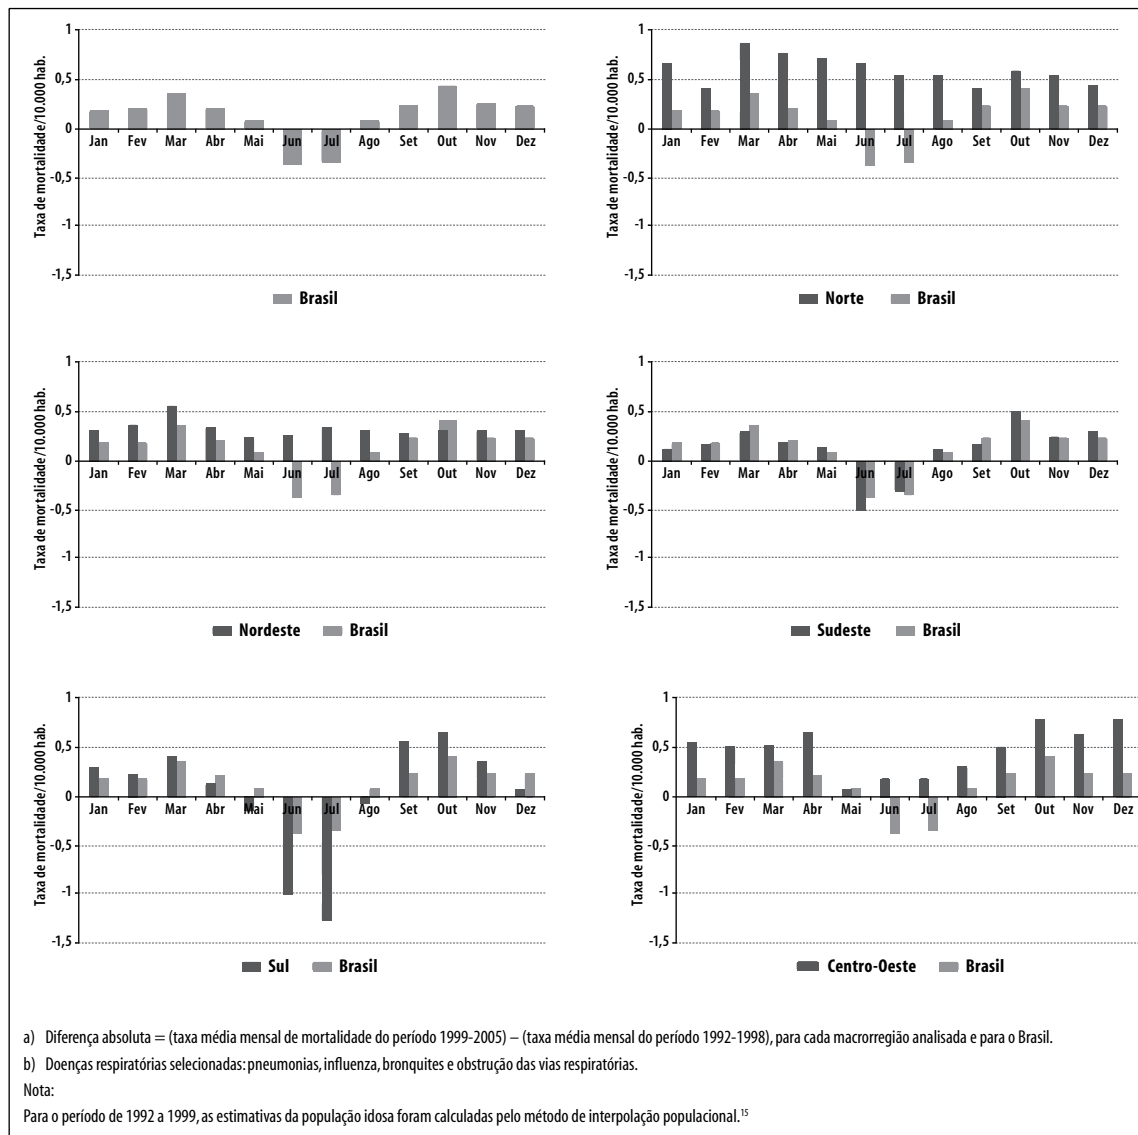 Taxa de mortalidade/10.000 hab.
1
0,5
0
-0,5
-1
-1,5
Jan Fev Mar Abr Mai Jun Jul Ago Set Out Nov Dez
Brasil
Taxa de mortalidade/10.000 hab.
1
0,5
0
-0,5
-1
-1,5
Jan Fev Mar Abr Mai Jun Jul Ago Set Out Nov Dez
Norte Brasil
Taxa de mortalidade/10.000 hab.
1
0,5
0
-0,5
-1
-1,5
Jan Fev Mar Abr Mai Jun Jul Ago Set Out Nov Dez
Nordeste Brasil
Taxa de mortalidade/10.000 hab.
1
0,5
0
-0,5
-1
-1,5
Jan Fev Mar Abr Mai Jun Jul Ago Set Out Nov Dez
Sudeste Brasil
Taxa de mortalidade/10.000 hab.
1
0,5
0
-0,5
-1
-1,5
Jan Fev Mar Abr Mai Jun Jul Ago Set Out Nov Dez
Sul Brasil
Taxa de mortalidade/10.000 hab.
1
0,5
0
-0,5
-1
-1,5
Jan Fev Mar Abr Mai Jun Jul Ago Set Out Nov Dez
Centro-Oeste Brasil
a) Diferença absoluta = (taxa média mensal de mortalidade do período 1999-2005) – (taxa média mensal do período 1992-1998), para cada macrorregião analisada e para o Brasil.
b) Doenças respiratórias selecionadas: pneumonias, influenza, bronquites e obstrução das vias respiratórias.
Nota:
Para o período de 1992 a 1999, as estimativas da população idosa foram calculadas pelo método de interpolação populacional.15